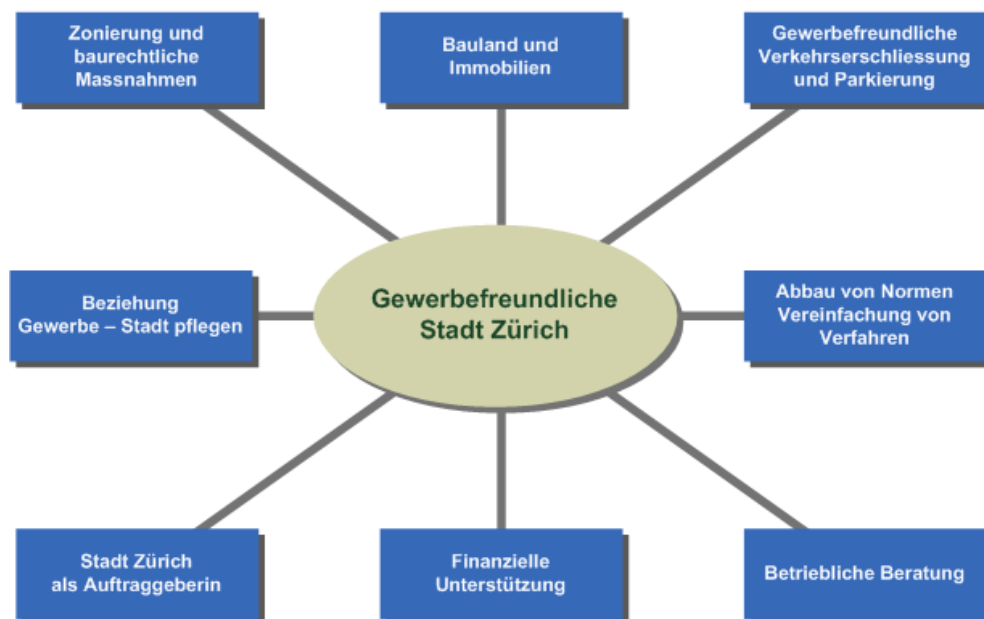 Zonierung und
baurechtliche
Massnahmen
Bauland und
Immobilien
Gewerbefreundliche
Verkehrserschliessung
und Parkierung
Beziehung
Gewerbe – Stadt pflegen
Gewerbefreundliche
Stadt Zürich
Abbau von Normen
Vereinfachung von
Verfahren
Stadt Zürich
als Auftraggeberin
Finanzielle
Unterstützung
Betriebliche Beratung